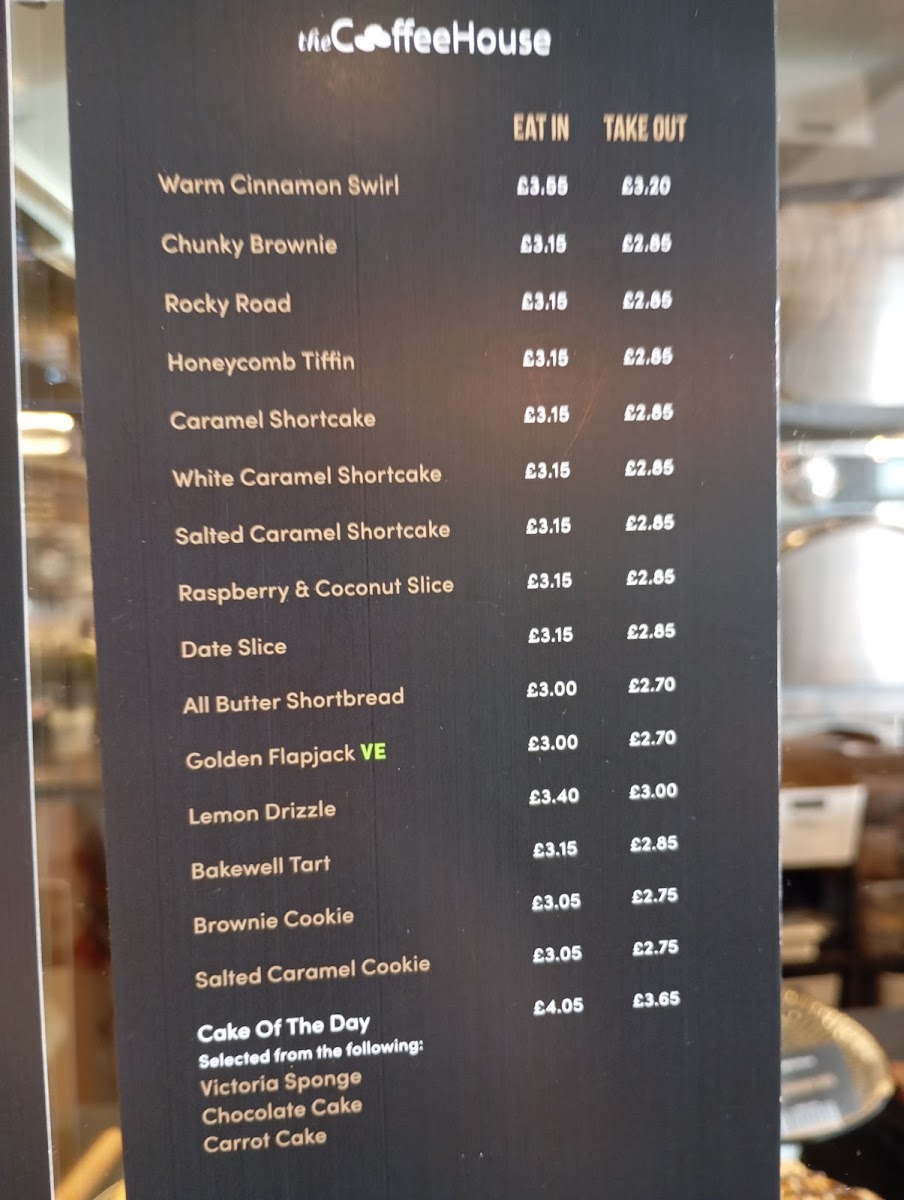 theCoffeeHouse
EAT IN TAKE OUT
Warm Cinnamon Swirl £3.55 £3.20
Chunky Brownie £3.15 £2.85
Rocky Road £3.15 £2.85
Honeycomb Tiffin £3.15 £2.85
Caramel Shortcake £3.15 £2.85
White Caramel Shortcake £3.15 £2.85
Salted Caramel Shortcake £3.15 £2.85
Raspberry & Coconut Slice £3.15 £2.85
Date Slice £3.15 £2.85
All Butter Shortbread £3.00 £2.70
Golden Flapjack VE £3.00 £2.70
Lemon Drizzle £3.40 £3.00
Bakewell Tart £3.15 £2.85
Brownie Cookie £3.05 £2.75
Salted Caramel Cookie £3.05 £2.75
Cake Of The Day £4.05 £3.65
Selected from the following:
Victoria Sponge
Chocolate Cake
Carrot Cake